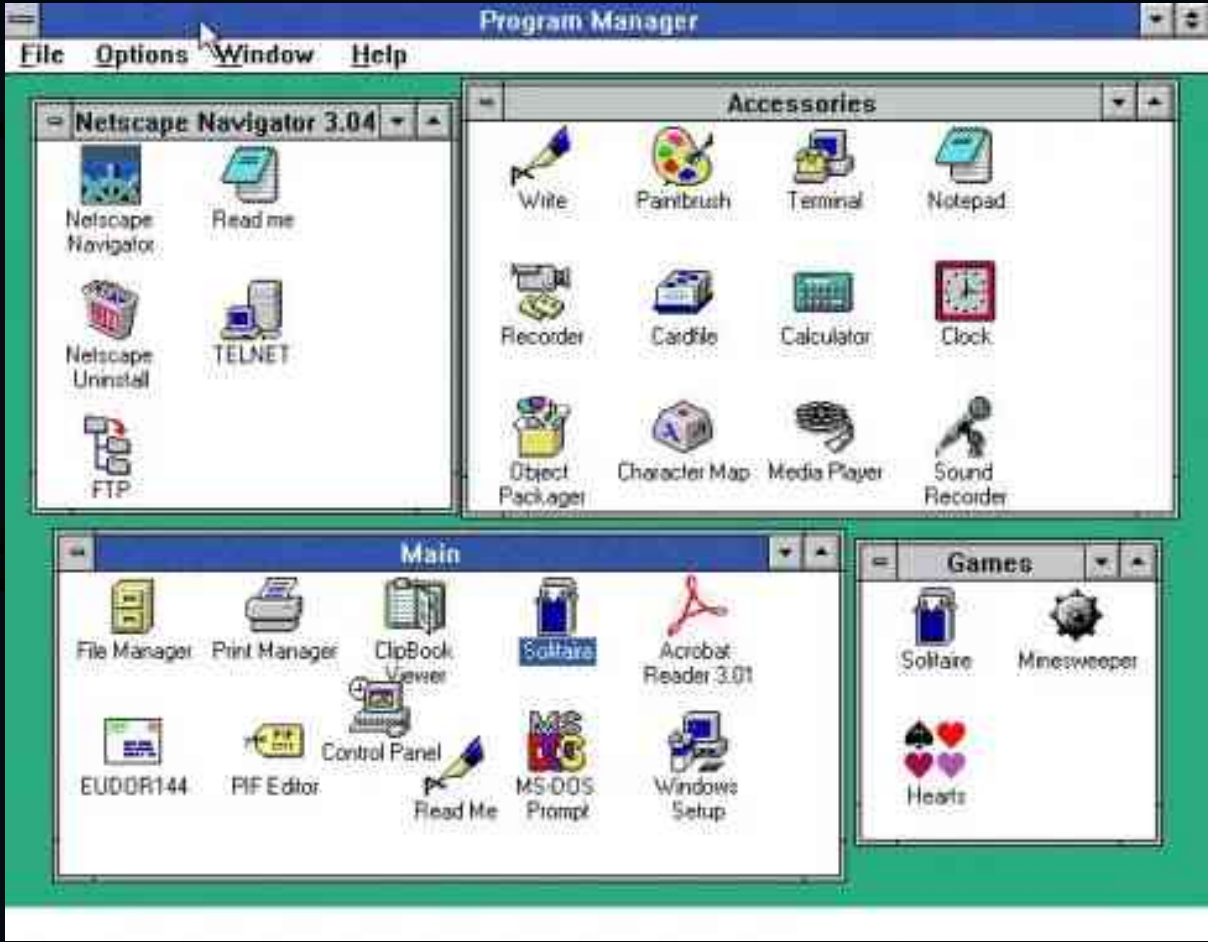 Program Manager
File Options Window Help
Netscape Navigator 3.04
Netscape
Navigator
Read me
Netscape
Uninstall
TELNET
FTP
Accessories
Write
Paintbrush
Terminal
Notepad
Recorder
Cardfile
Calculator
Clock
Object
Packager
Character Map
Media Player
Sound
Recorder
Main
File Manager
Print Manager
ClipBook
Viewer
Solitaire
Acrobat
Reader 3.01
EUDOR144
PIF Editor
Control Panel
Read Me
MS-DOS
Prompt
Windows
Setup
Games
Solitaire
Minesweeper
Hearts